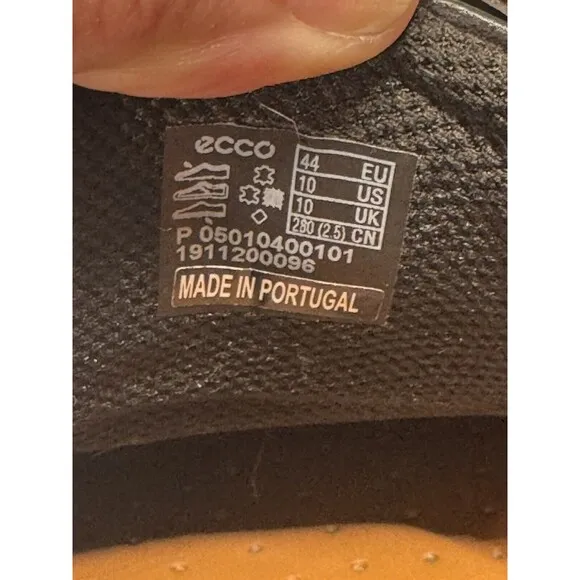 ecco
44 EU
10 US
10 UK
280 (2.5) CN
P 05010400101
1911200096
MADE IN PORTUGAL